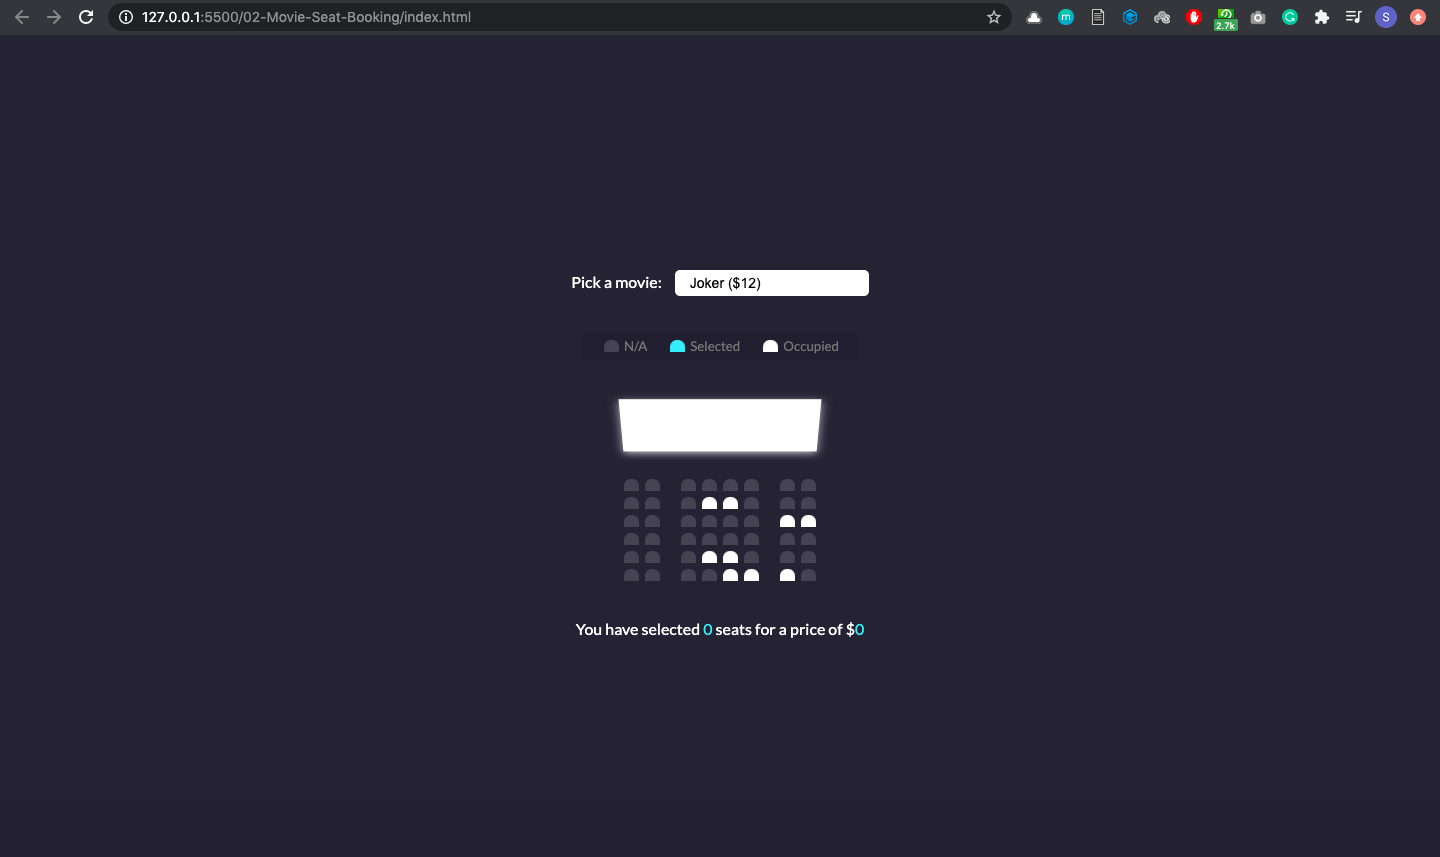 127.0.0.1:5500/02-Movie-Seat-Booking/index.html
m
2.7k
G
S
Pick a movie: Joker ($12)
N/A Selected Occupied
You have selected 0 seats for a price of $0